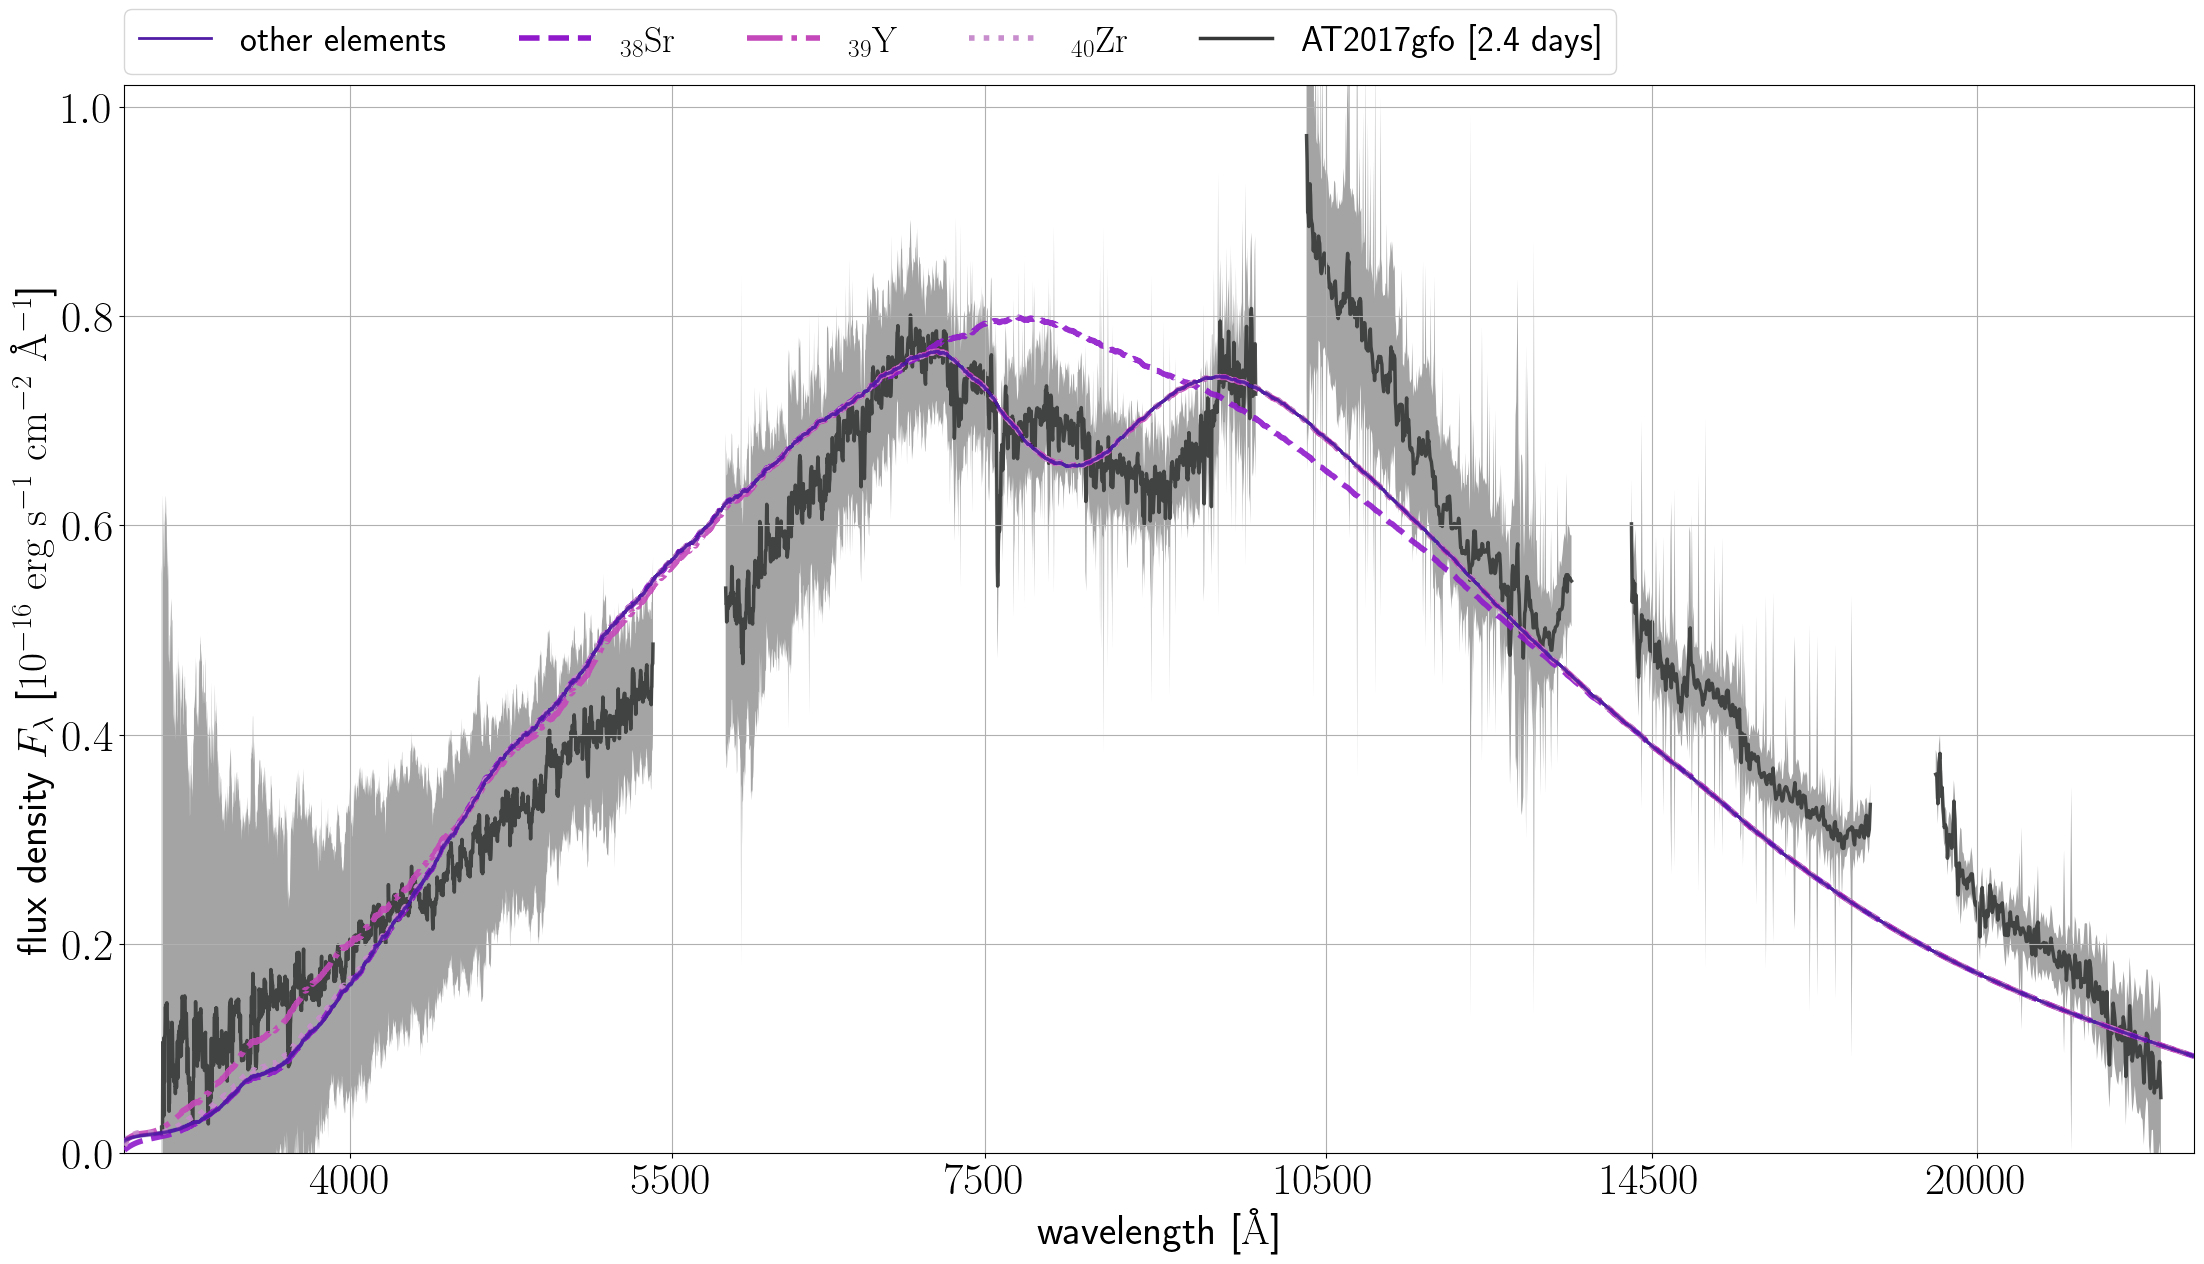 other elements ₃₈Sr ₃₉Y ₄₀Zr AT2017gfo [2.4 days]
1.0
0.8
0.6
0.4
0.2
0.0
flux density F_λ [10⁻¹⁶ erg s⁻¹ cm⁻² Å⁻¹]
4000 5500 7500 10500 14500 20000
wavelength [Å]